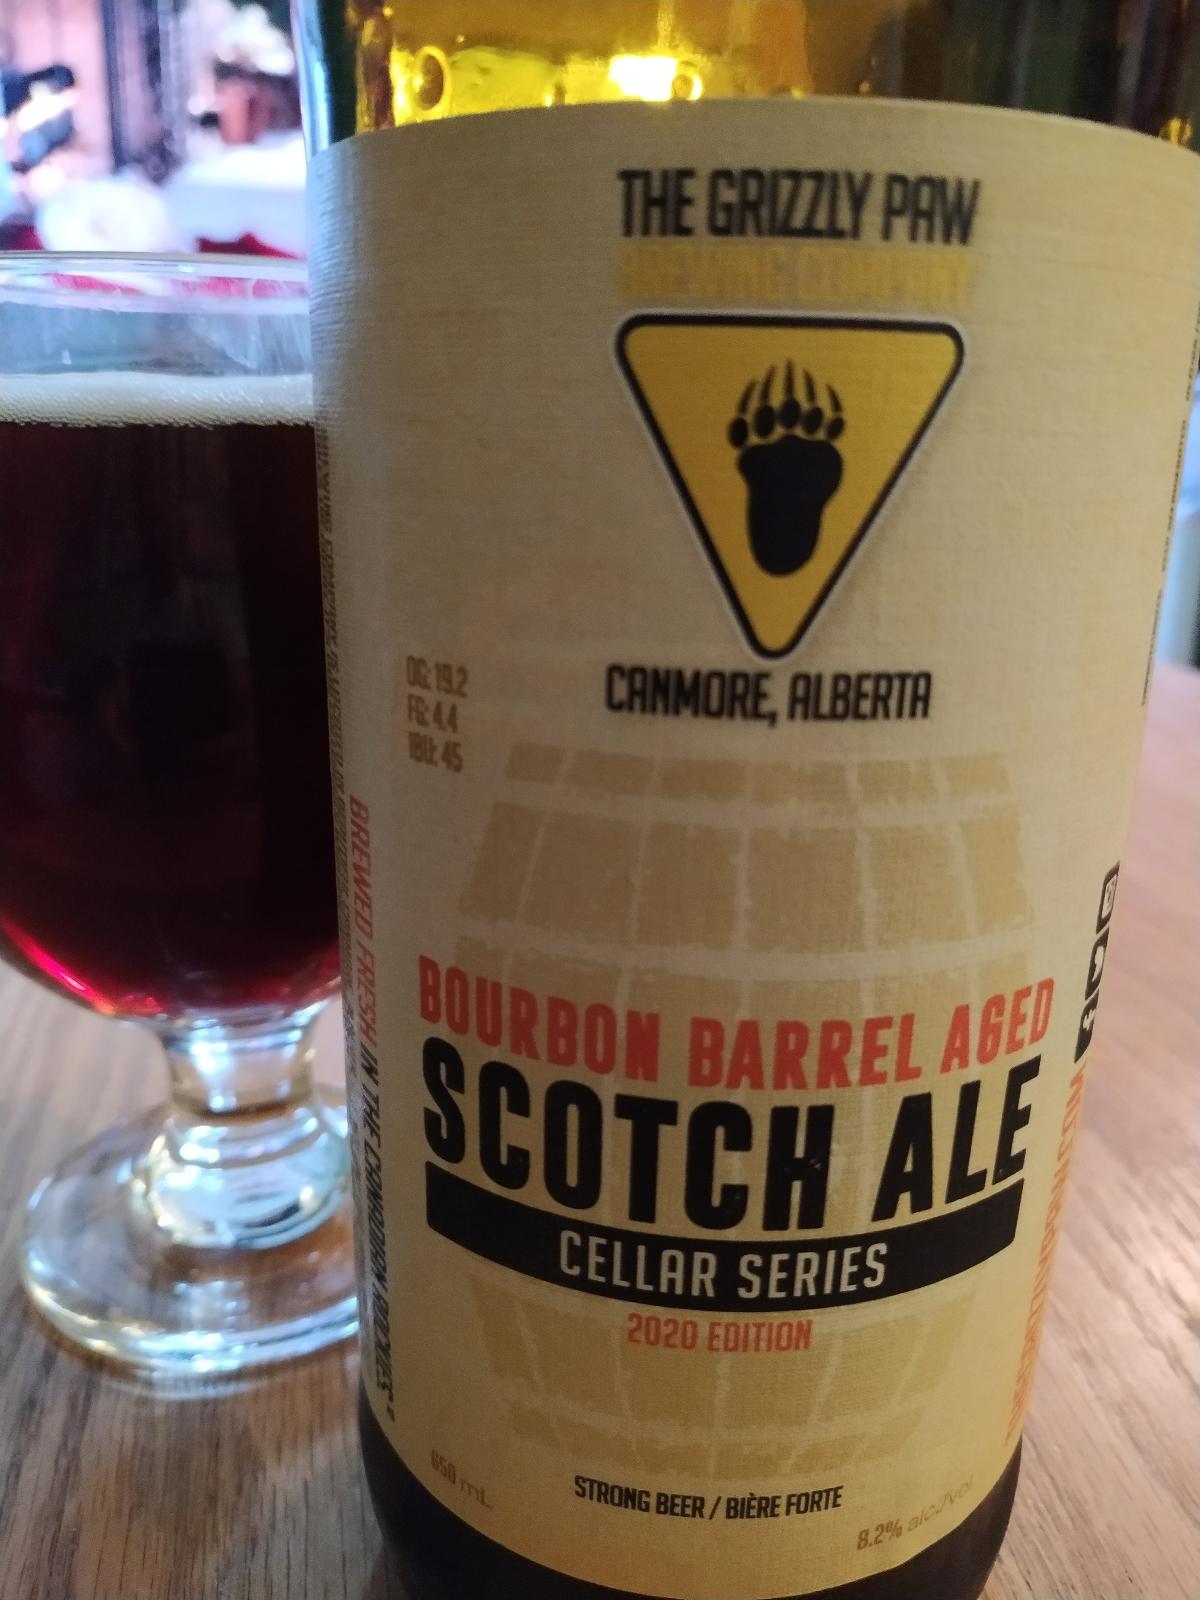 THE GRIZZLY PAW
BREWING COMPANY
CANMORE, ALBERTA
OG: 19.2
FG: 4.4
IBU: 45
BREWED FRESH IN THE CANADIAN ROCKIES
BOURBON BARREL AGED
SCOTCH ALE
CELLAR SERIES
2020 EDITION
650 mL
STRONG BEER / BIÈRE FORTE
8.2% alc./vol.